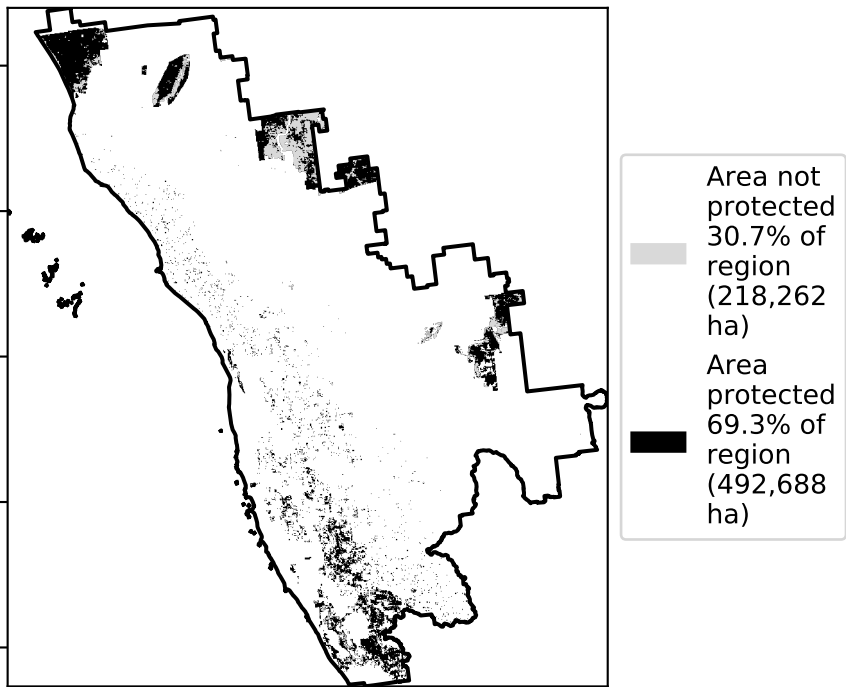 Area not
protected
30.7% of
region
(218,262
ha)
Area
protected
69.3% of
region
(492,688
ha)